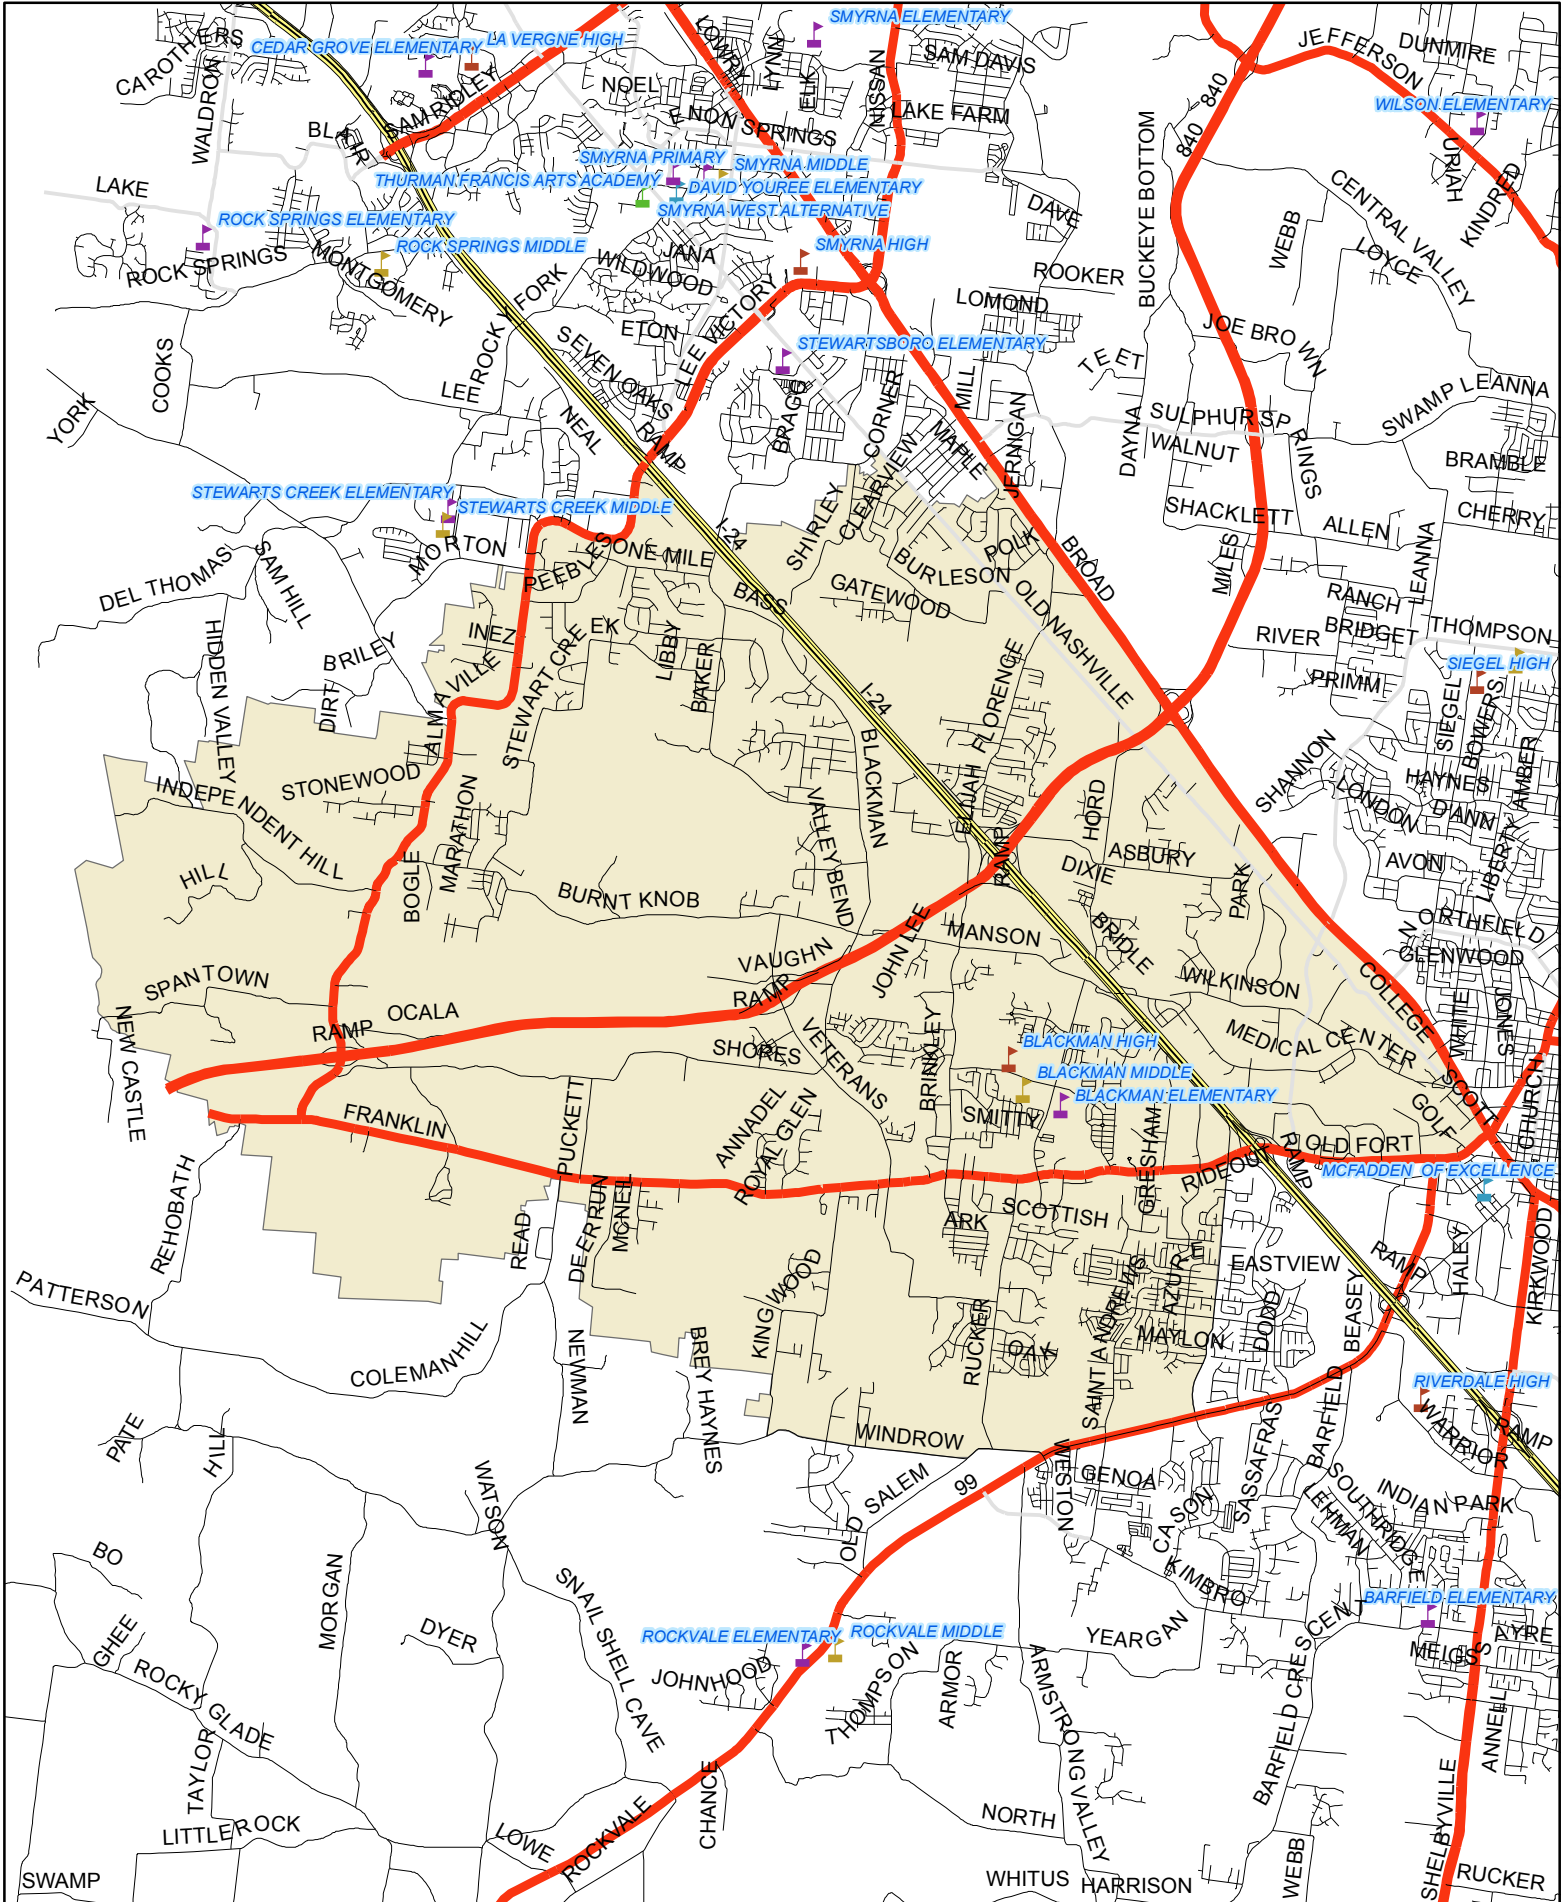 SMYRNA ELEMENTARY
CAROTHERS
CEDAR GROVE ELEMENTARY
LA VERGNE HIGH
LOWRY
LYNN
ELK
NISSAN
SAM DAVIS
JEFFERSON
DUNMIRE
WALDRON
SAM RIDLEY
NOEL
840
WILSON ELEMENTARY
BLAIR
ENON SPRINGS
LAKE FARM
840
BUCKEYE BOTTOM
URIAH
KINDRED
LAKE
SMYRNA PRIMARY
SMYRNA MIDDLE
THURMAN FRANCIS ARTS ACADEMY
DAVID YOUREE ELEMENTARY
SMYRNA WEST ALTERNATIVE
DAVE
CENTRAL VALLEY
ROCK SPRINGS ELEMENTARY
ROCK SPRINGS MIDDLE
SMYRNA HIGH
WEBB
LOYCE
ROCK SPRINGS
MONTGOMERY
JANA
WILDWOOD
ROOKER
ROCKY FORK
LOMOND
ETON
LEE VICTORY
SEVEN OAKS
STEWARTSBORO ELEMENTARY
JOE BROWN
TEET
COOKS
LEE
MILL
SWAMP LEANNA
YORK
NEAL
RAMP
BRAGG
CORNER
MAPLE
JERNIGAN
DAYNA
SULPHUR SPRINGS
WALNUT
BRAMBLE
CLEARVIEW
STEWARTS CREEK ELEMENTARY
STEWARTS CREEK MIDDLE
SHIRLEY
SHACKLETT
ALLEN
CHERRY
I-24
MORTON
PEEBLES
ONE MILE
POLK
BROAD
MILES
LEANNA
DEL THOMAS
SAM HILL
BURLESON
GATEWOOD
BASS
OLD NASHVILLE
RANCH
BRIDGET
THOMPSON
RIVER
HIDDEN VALLEY
BRILEY
INEZ
STEWART CREEK
LIBBY
BAKER
SIEGEL HIGH
PRIMM
DIRT
ALMAVILLE
FLORENCE
I-24
SIEGEL
BOWERS
BLACKMAN
SHANNON
AMBER
STONEWOOD
HAYNES
INDEPENDENT HILL
MARATHON
VALLEY BEND
ELIJAH
HORD
LONDON
DANN
RAMP
ASBURY
DIXIE
AVON
LIBERTY
HILL
BOGLE
BURNT KNOB
PARK
JOHN LEE
MANSON
BRIDLE
NORTHFIELD
GLENWOOD
VAUGHN
SPANTOWN
WILKINSON
OCALA
RAMP
COLLEGE
WHITE
JONES
RAMP
NEW CASTLE
SHORES
VETERANS
BRINKLEY
BLACKMAN HIGH
MEDICAL CENTER
BLACKMAN MIDDLE
BLACKMAN ELEMENTARY
SCOTT
CHURCH
FRANKLIN
PUCKETT
ANNADEL
ROYAL GLEN
SMITTY
GRESHAM
GOLF
OLD FORT
RAMP
RIDEOUT
MCFADDEN OF EXCELLENCE
REHOBATH
READ
DEER RUN
MCNEIL
ARK
SCOTTISH
HALEY
KIRKWOOD
EASTVIEW
RAMP
PATTERSON
KINGWOOD
AZURE
SAINT ANDREWS
DODD
BEASEY
MAYLON
COLEMAN HILL
NEWMAN
BREY HAYNES
RUCKER
OAK
RIVERDALE HIGH
PATE
HILL
WINDROW
BARFIELD
WARRIOR
RAMP
WATSON
OLD SALEM
99
WESTON
GENOA
SASSAFRAS
SOUTHRIDGE
LEHMAN
INDIAN PARK
CASON
BO
KIMBRO
MORGAN
SNAIL SHELL CAVE
BARFIELD ELEMENTARY
GHEE
DYER
ROCKVALE ELEMENTARY
ROCKVALE MIDDLE
YEARGAN
AYRE
MEIGS
JOHN HOOD
THOMPSON
ARMOR
ARMSTRONG VALLEY
BARFIELD CRESCENT
ROCKY GLADE
ANNELL
TAYLOR
CHANCE
NORTH
LITTLE ROCK
LOWE
ROCKVALE
SHELBYVILLE
WEBB
SWAMP
WHITUS
HARRISON
RUCKER